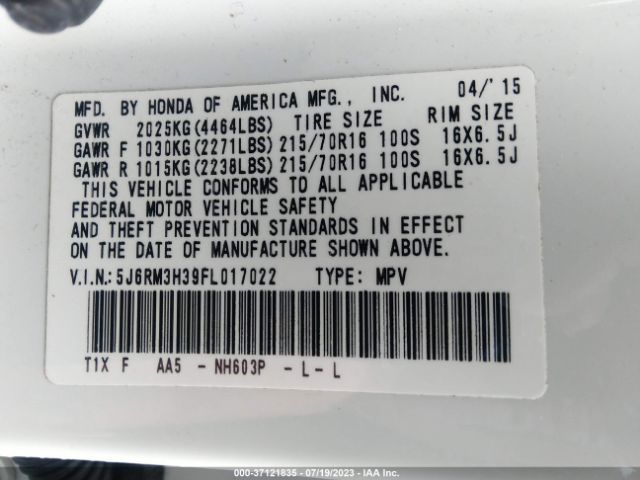 MFD. BY HONDA OF AMERICA MFG., INC. 04/'15
GVWR 2025KG(4464LBS) TIRE SIZE RIM SIZE
GAWR F 1030KG(2271LBS) 215/70R16 100S 16X6.5J
GAWR R 1015KG(2238LBS) 215/70R16 100S 16X6.5J
THIS VEHICLE CONFORMS TO ALL APPLICABLE
FEDERAL MOTOR VEHICLE SAFETY
AND THEFT PREVENTION STANDARDS IN EFFECT
ON THE DATE OF MANUFACTURE SHOWN ABOVE.
V.I.N.: 5J6RM3H39FL017022 TYPE: MPV
T1X F AA5 - NH603P - L - L
000-37121835 - 07/19/2023 - IAA Inc.